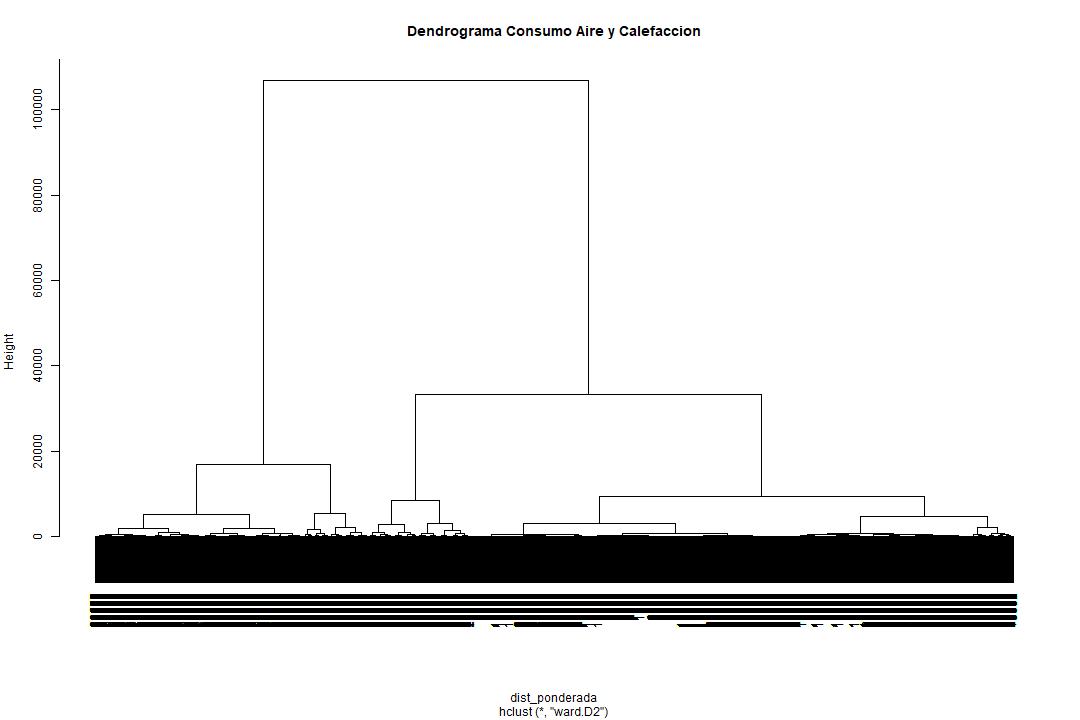 Dendrograma Consumo Aire y Calefaccion
Height
100000
80000
60000
40000
20000
0
dist_ponderada
hclust (*, "ward.D2")